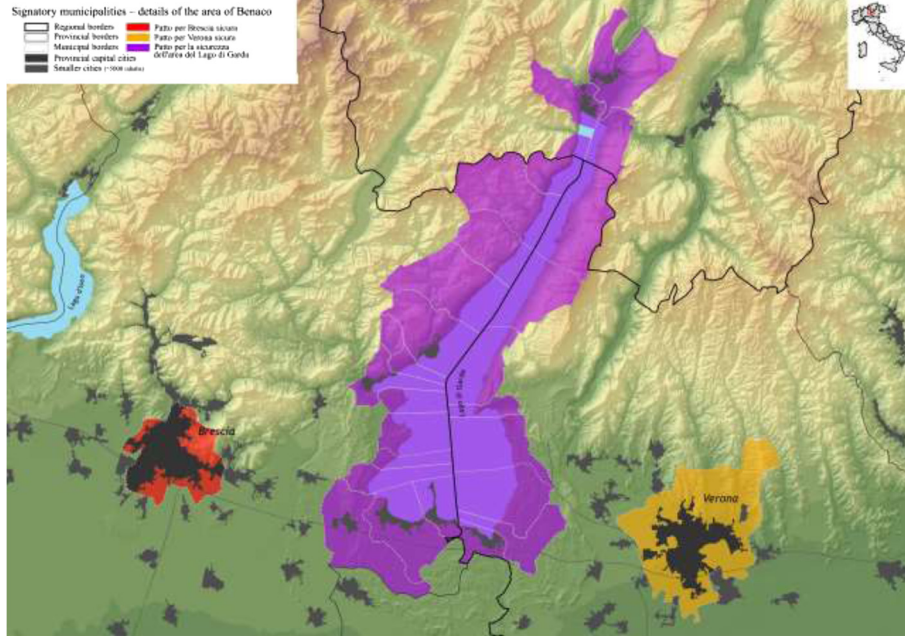 Signatory municipalities – details of the area of Benaco
Regional borders
Provincial borders
Municipal borders
Provincial capital cities
Smaller cities
Patto per Brescia sicura
Patto per Verona sicura
Patto per la sicurezza
dell'area del Lago di Garda
Lago d'Iseo
Lago di Garda
Brescia
Verona